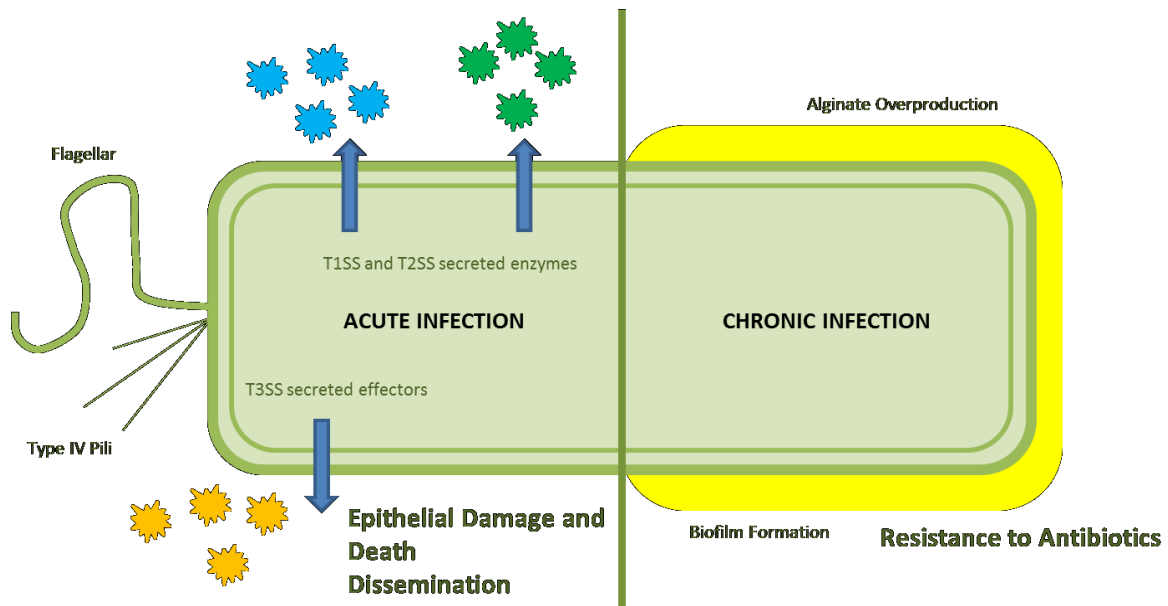 Alginate Overproduction
Flagellar
T1SS and T2SS secreted enzymes
ACUTE INFECTION
CHRONIC INFECTION
T3SS secreted effectors
Type IV Pili
Epithelial Damage and
Death
Dissemination
Biofilm Formation
Resistance to Antibiotics